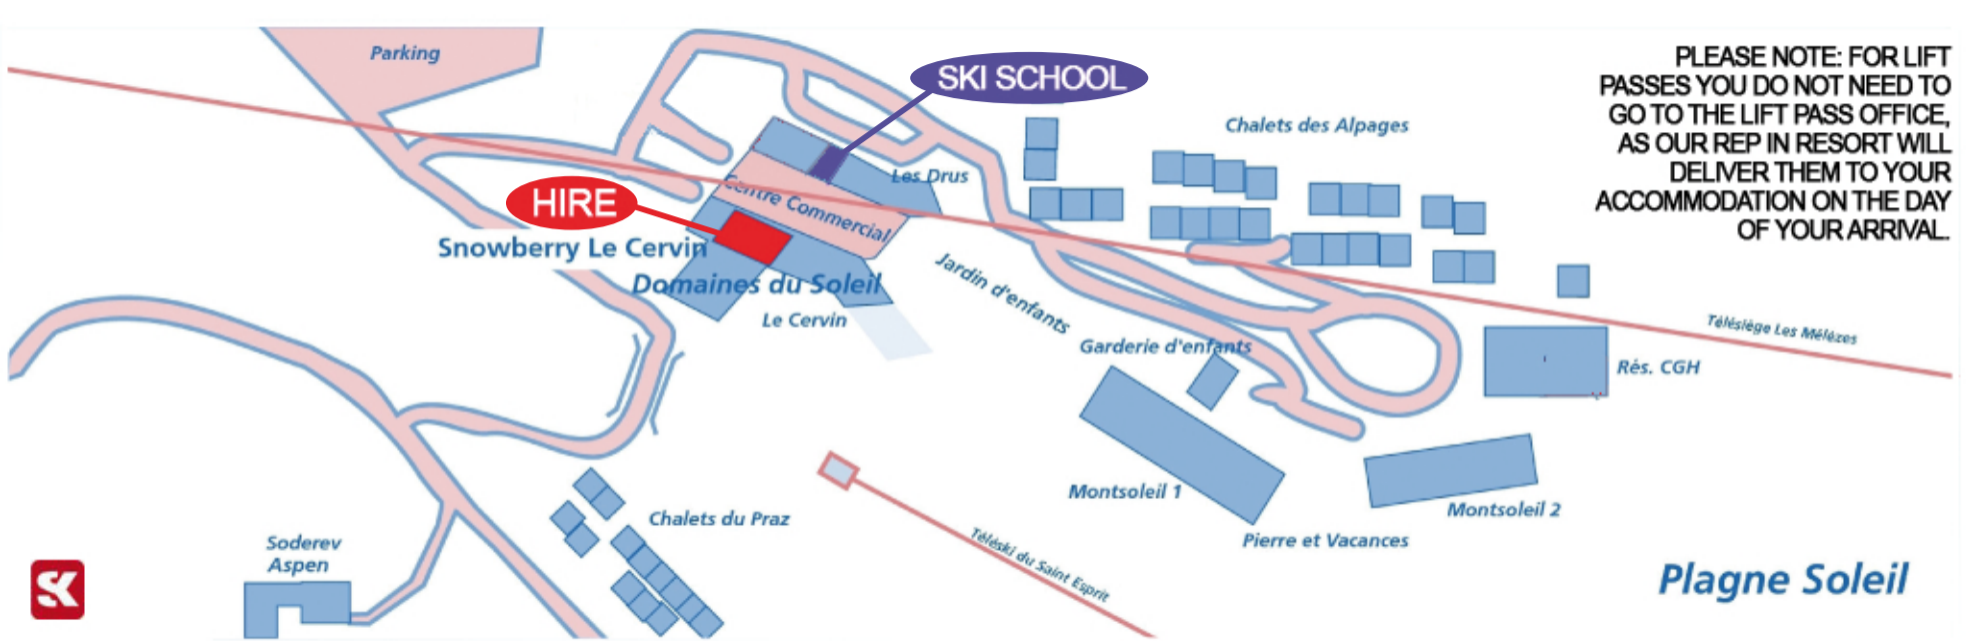 Parking
SKI SCHOOL
PLEASE NOTE: FOR LIFT
PASSES YOU DO NOT NEED TO
GO TO THE LIFT PASS OFFICE,
AS OUR REP IN RESORT WILL
DELIVER THEM TO YOUR
ACCOMMODATION ON THE DAY
OF YOUR ARRIVAL.
Chalets des Alpages
Les Drus
HIRE
Centre Commercial
Snowberry Le Cervin
Domaines du Soleil
Le Cervin
Jardin d'enfants
Garderie d'enfants
Télésiège Les Mélèzes
Rés. CGH
Montsoleil 1
Montsoleil 2
Pierre et Vacances
Chalets du Praz
Téléski du Saint Esprit
Soderev
Aspen
SK
Plagne Soleil